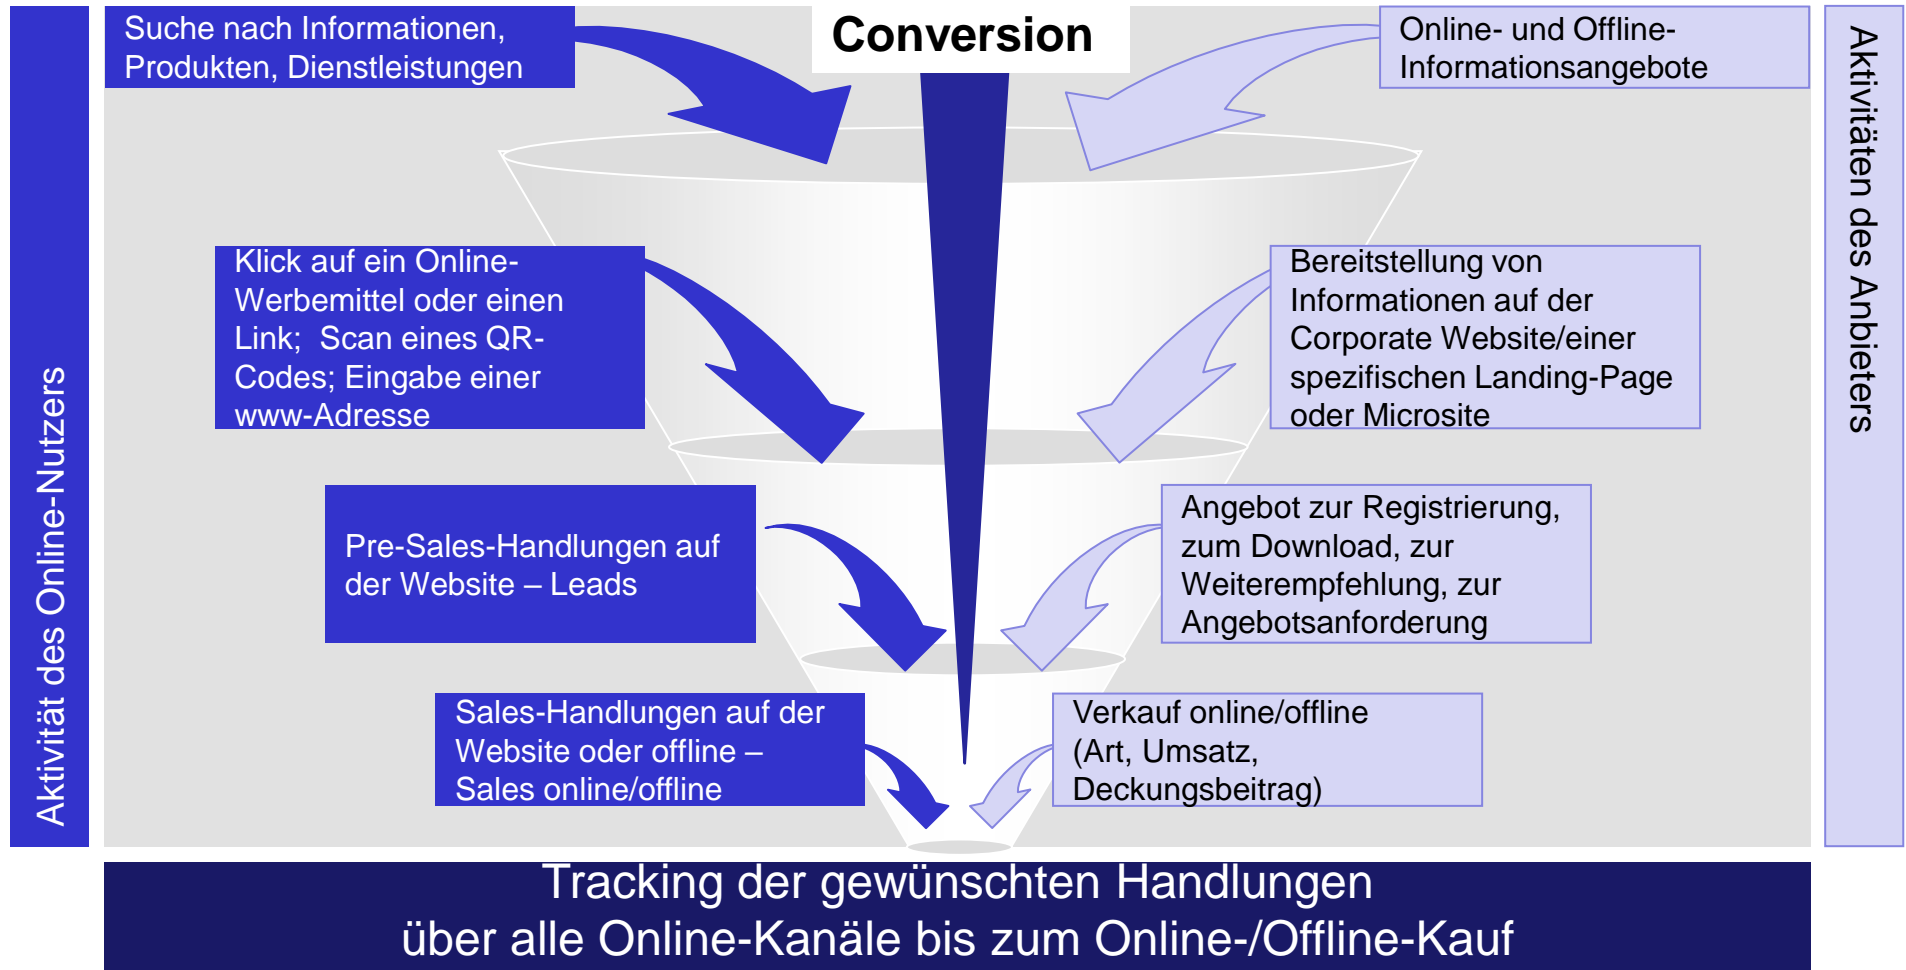 Suche nach Informationen,
Produkten, Dienstleistungen
Conversion
Online- und Offline-
Informationsangebote
Klick auf ein Online-
Werbemittel oder einen
Link;  Scan eines QR-
Codes; Eingabe einer
www-Adresse
Bereitstellung von
Informationen auf der
Corporate Website/einer
spezifischen Landing-Page
oder Microsite
Pre-Sales-Handlungen auf
der Website – Leads
Angebot zur Registrierung,
zum Download, zur
Weiterempfehlung, zur
Angebotsanforderung
Sales-Handlungen auf der
Website oder offline –
Sales online/offline
Verkauf online/offline
(Art, Umsatz,
Deckungsbeitrag)
Aktivität des Online-Nutzers
Aktivitäten des Anbieters
Tracking der gewünschten Handlungen
über alle Online-Kanäle bis zum Online-/Offline-Kauf